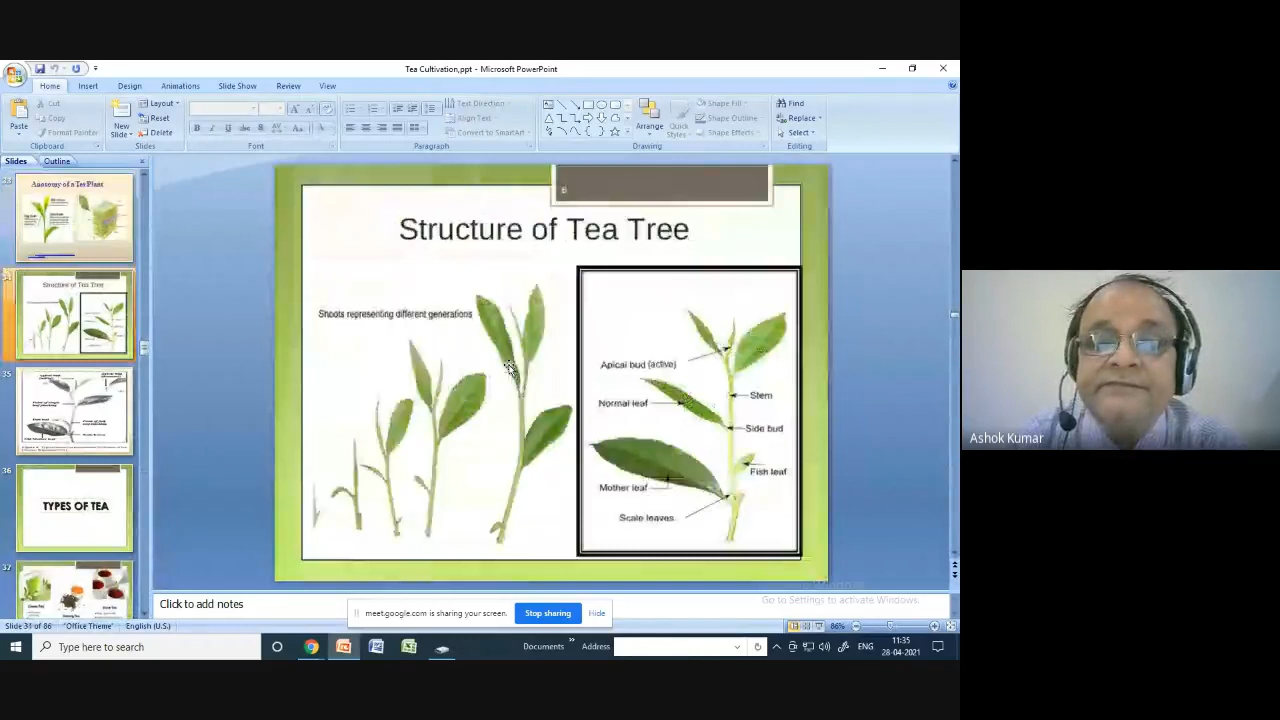 Tea Cultivation.ppt - Microsoft PowerPoint
Home Insert Design Animations Slide Show Review View
Paste
Cut
Copy
Format Painter
Clipboard
New Slide
Layout
Reset
Delete
Slides
Font
Paragraph
Text Direction
Align Text
Convert to SmartArt
Arrange
Quick Styles
Shape Fill
Shape Outline
Shape Effects
Drawing
Find
Replace
Select
Editing
Slides Outline
Anatomy of a Tea Plant
Structure of Tea Tree
35
36
TYPES OF TEA
37
Structure of Tea Tree
Shoots representing different generations
Apical bud (active)
Normal leaf
Stem
Side bud
Fish leaf
Mother leaf
Scale leaves
Ashok Kumar
Click to add notes
meet.google.com is sharing your screen.
Stop sharing
Hide
Go to Settings to activate Windows.
"Office Theme"
English (U.S.)
86%
Type here to search
Documents
Address
ENG
11:35
28-04-2021